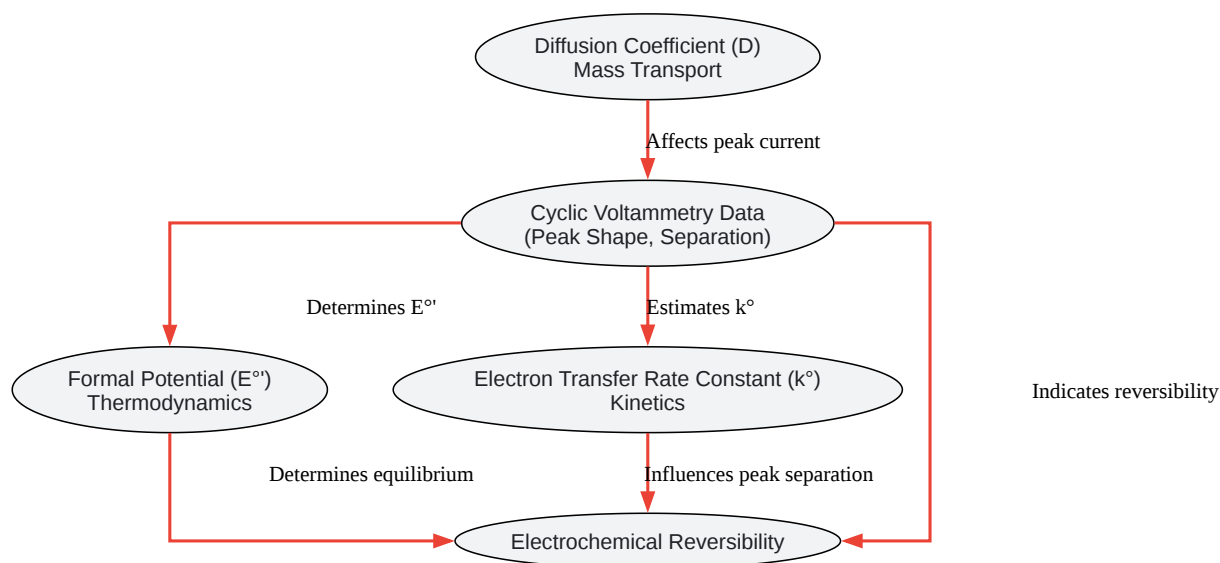 Diffusion Coefficient (D)
Mass Transport
Affects peak current
Cyclic Voltammetry Data
(Peak Shape, Separation)
Determines E°'
Estimates k°
Formal Potential (E°')
Thermodynamics
Electron Transfer Rate Constant (k°)
Kinetics
Indicates reversibility
Determines equilibrium
Influences peak separation
Electrochemical Reversibility